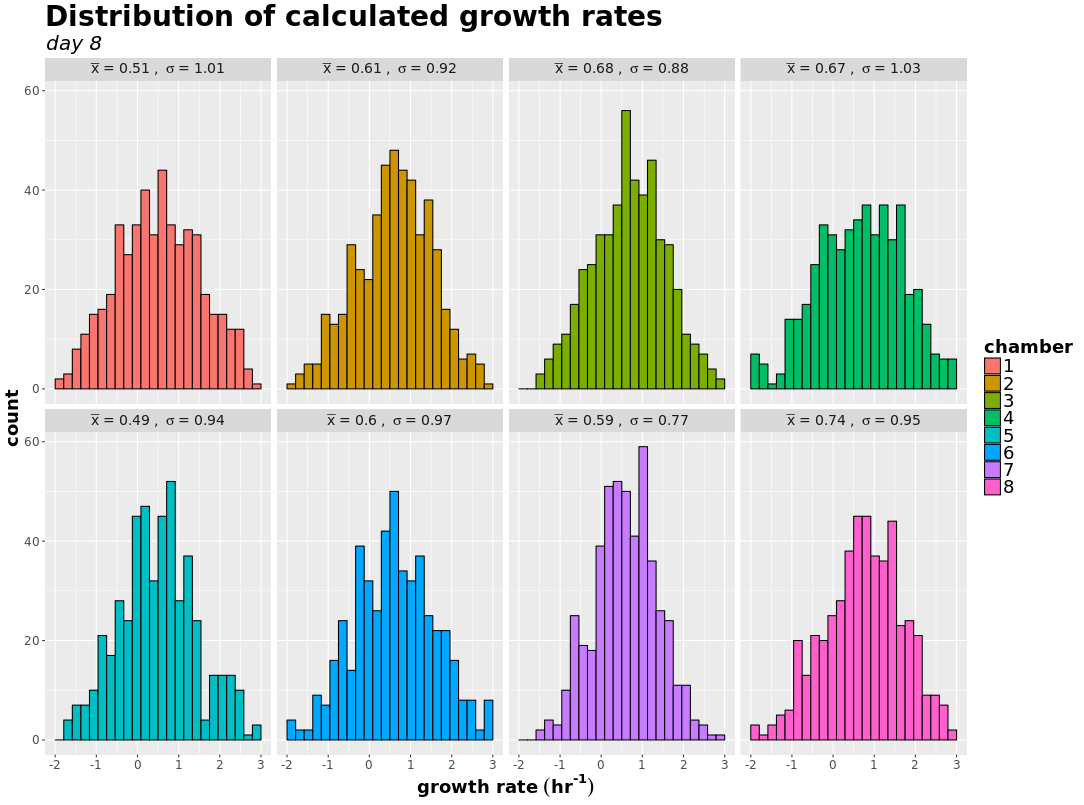 Distribution of calculated growth rates
day 8
x̅ = 0.51 , σ = 1.01
x̅ = 0.61 , σ = 0.92
x̅ = 0.68 , σ = 0.88
x̅ = 0.67 , σ = 1.03
60
40
20
0
x̅ = 0.49 , σ = 0.94
x̅ = 0.6 , σ = 0.97
x̅ = 0.59 , σ = 0.77
x̅ = 0.74 , σ = 0.95
60
40
20
0
count
-2 -1 0 1 2 3
-2 -1 0 1 2 3
-2 -1 0 1 2 3
-2 -1 0 1 2 3
growth rate (hr⁻¹)
chamber
1
2
3
4
5
6
7
8